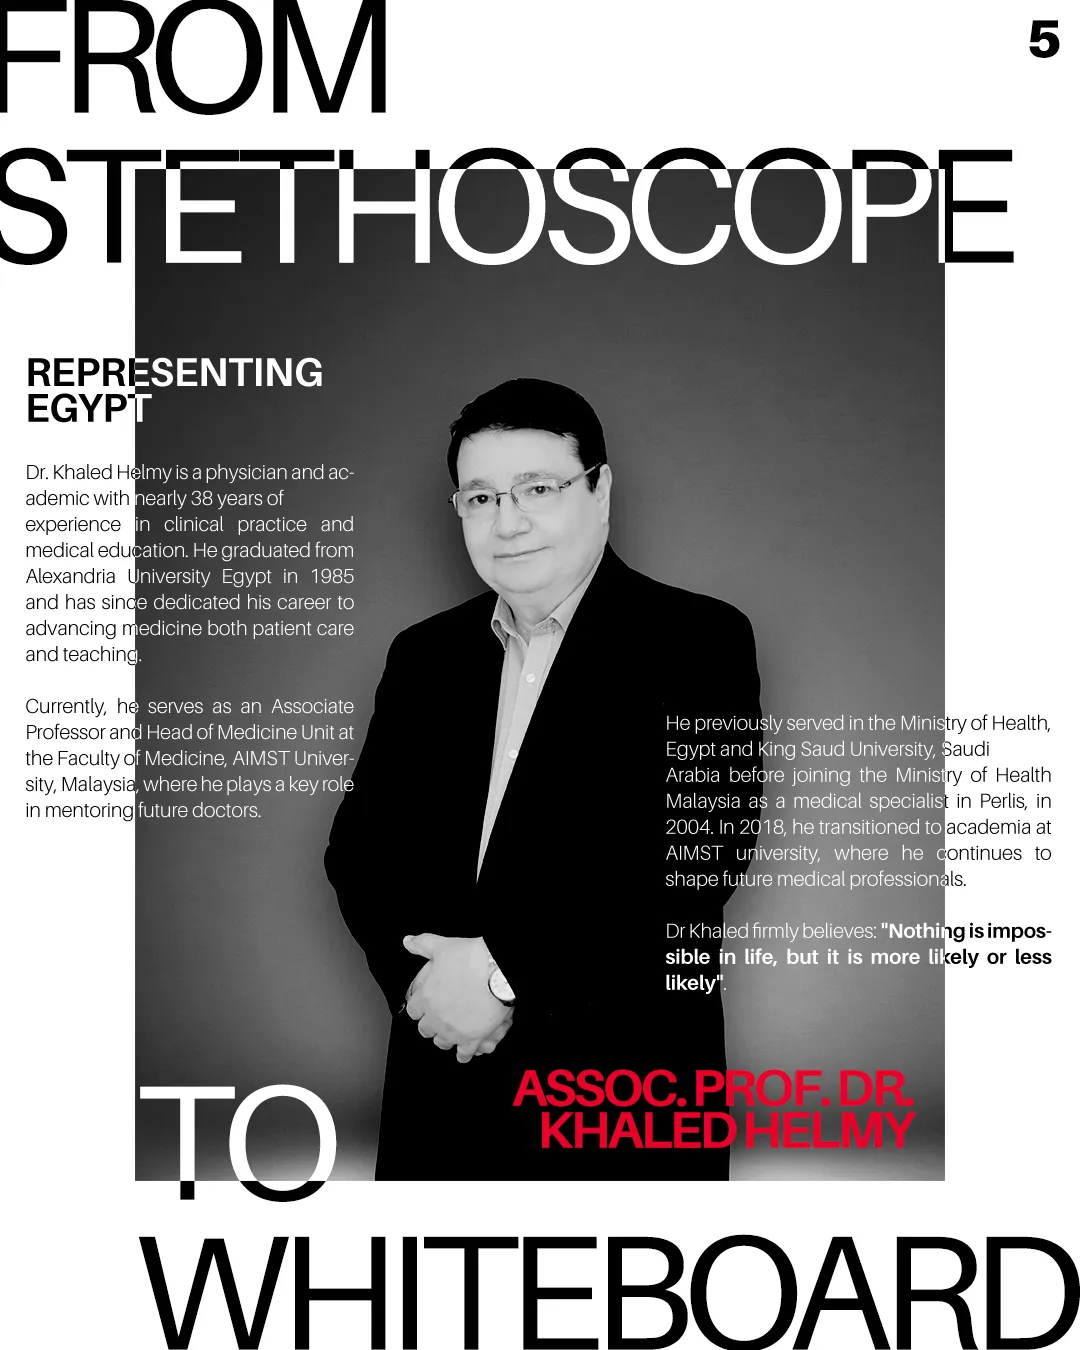 FROM
5
STETHOSCOPE
REPRESENTING
EGYPT
Dr. Khaled Helmy is a physician and ac-
ademic with nearly 38 years of
experience in clinical practice and
medical education. He graduated from
Alexandria University Egypt in 1985
and has since dedicated his career to
advancing medicine both patient care
and teaching.
Currently, he serves as an Associate
Professor and Head of Medicine Unit at
the Faculty of Medicine, AIMST Univer-
sity, Malaysia, where he plays a key role
in mentoring future doctors.
He previously served in the Ministry of Health,
Egypt and King Saud University, Saudi
Arabia before joining the Ministry of Health
Malaysia as a medical specialist in Perlis, in
2004. In 2018, he transitioned to academia at
AIMST university, where he continues to
shape future medical professionals.
Dr Khaled firmly believes: "Nothing is impos-
sible in life, but it is more likely or less
likely".
ASSOC. PROF. DR.
KHALED HELMY
TO
WHITEBOARD